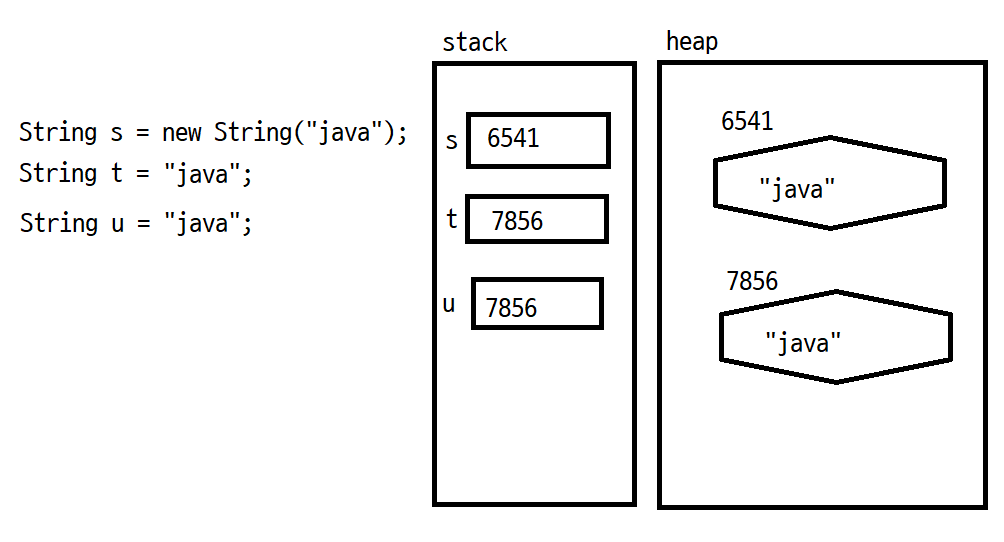 stack
heap
String s = new String("java");
String t = "java";
String u = "java";
s
6541
t
7856
u
7856
6541
"java"
7856
"java"